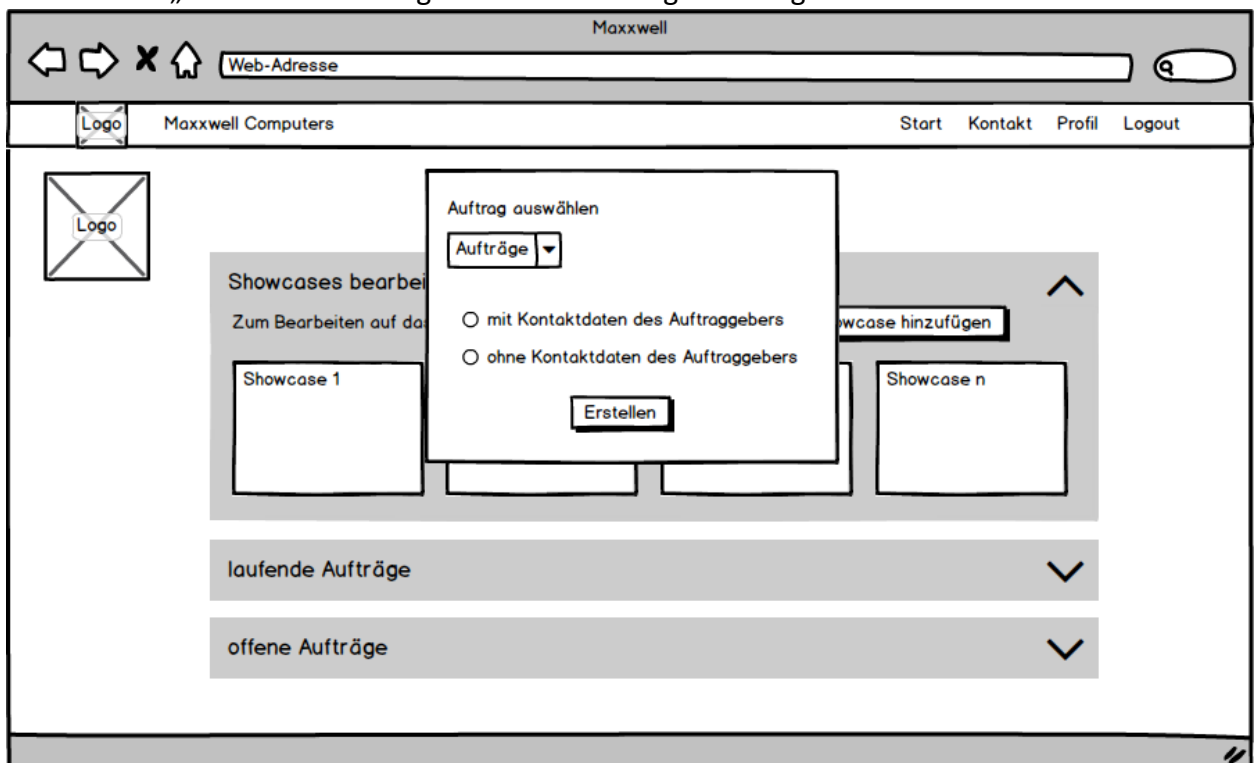 Maxxwell
Web-Adresse
Logo Maxxwell Computers Start Kontakt Profil Logout
Logo
Auftrag auswählen
Aufträge
Showcases bearbei
Zum Bearbeiten auf das
mit Kontaktdaten des Auftraggebers
wcase hinzufügen
ohne Kontaktdaten des Auftraggebers
Showcase 1
Showcase n
Erstellen
laufende Aufträge
offene Aufträge